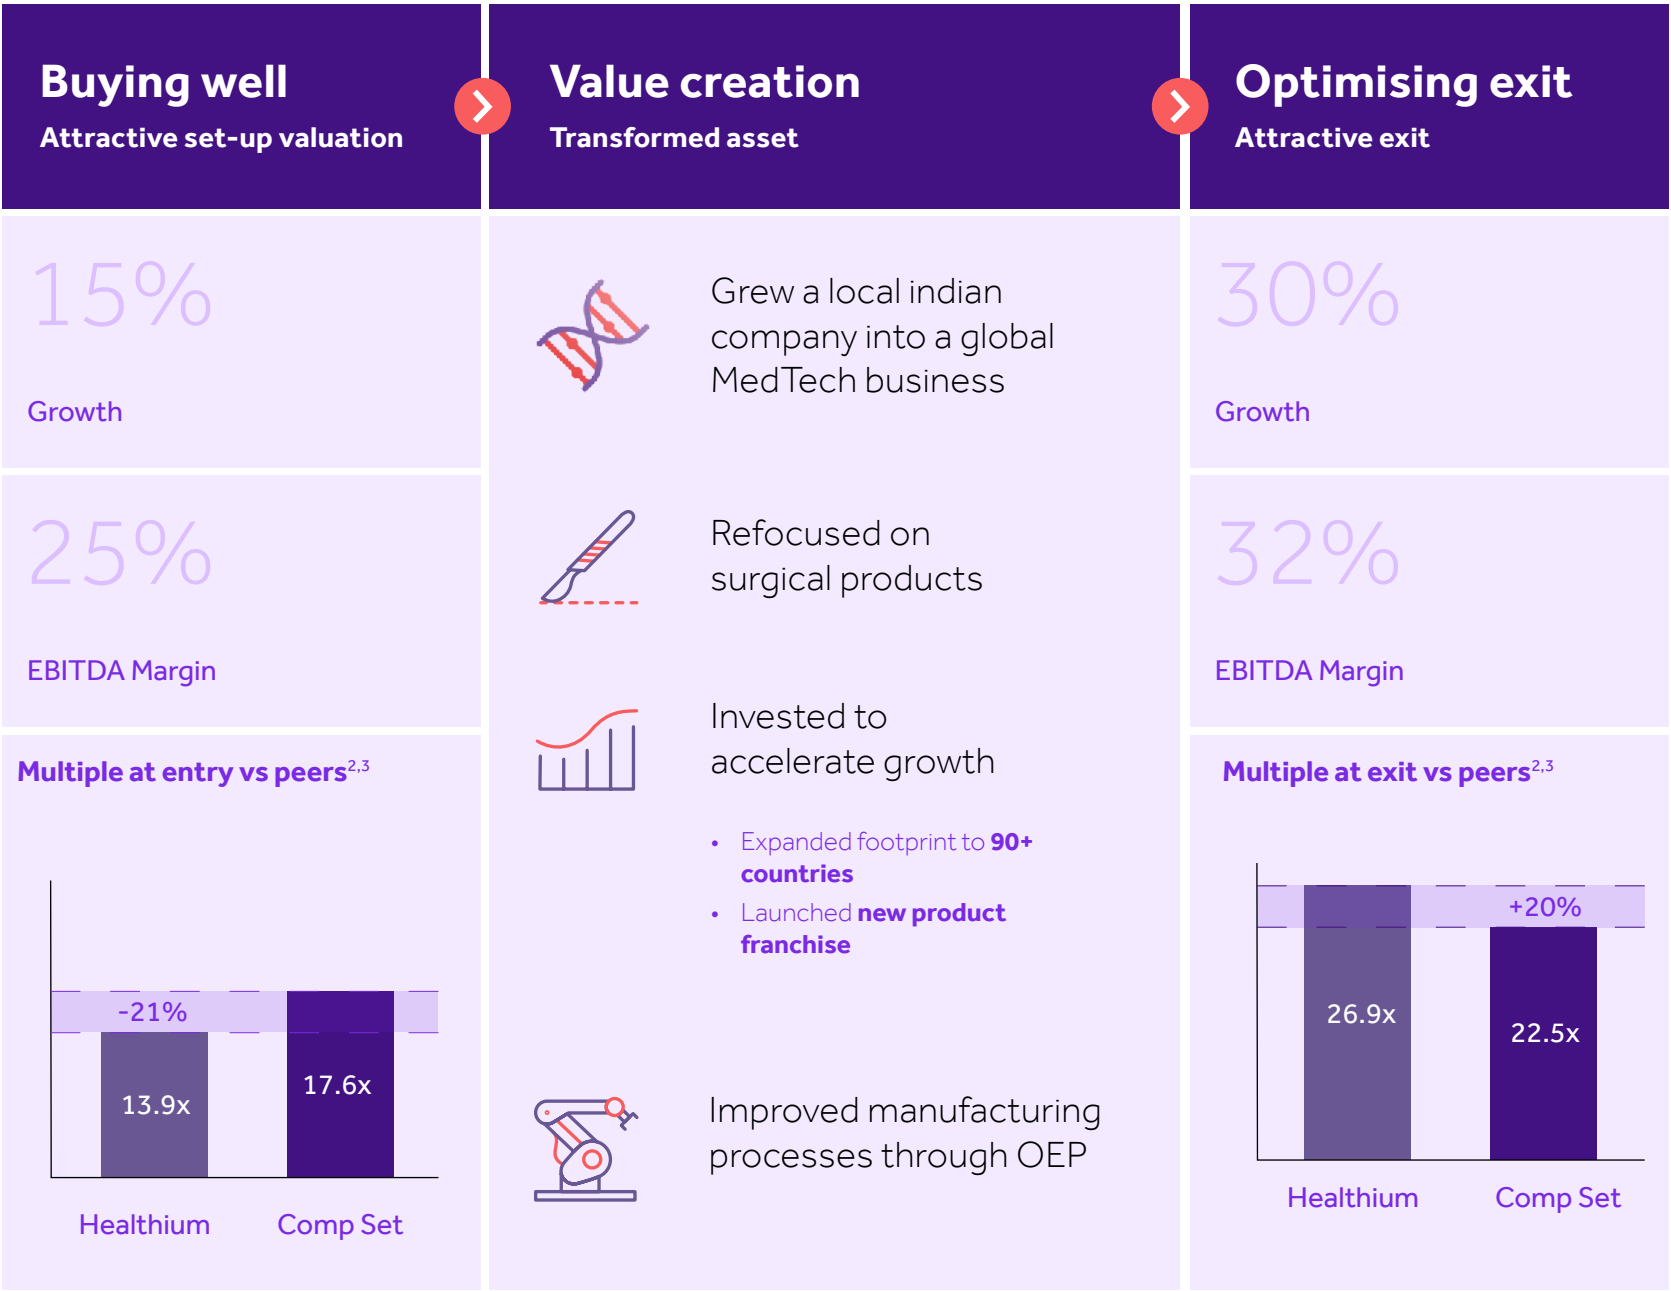 Buying well
Attractive set-up valuation
15%
Growth
25%
EBITDA Margin
Multiple at entry vs peers2,3
-21%
13.9x
17.6x
Healthium
Comp Set
Value creation
Transformed asset
Grew a local indian
company into a global
MedTech business
Refocused on
surgical products
Invested to
accelerate growth
• Expanded footprint to 90+
countries
• Launched new product
franchise
Improved manufacturing
processes through OEP
Optimising exit
Attractive exit
30%
Growth
32%
EBITDA Margin
Multiple at exit vs peers2,3
+20%
26.9x
22.5x
Healthium
Comp Set